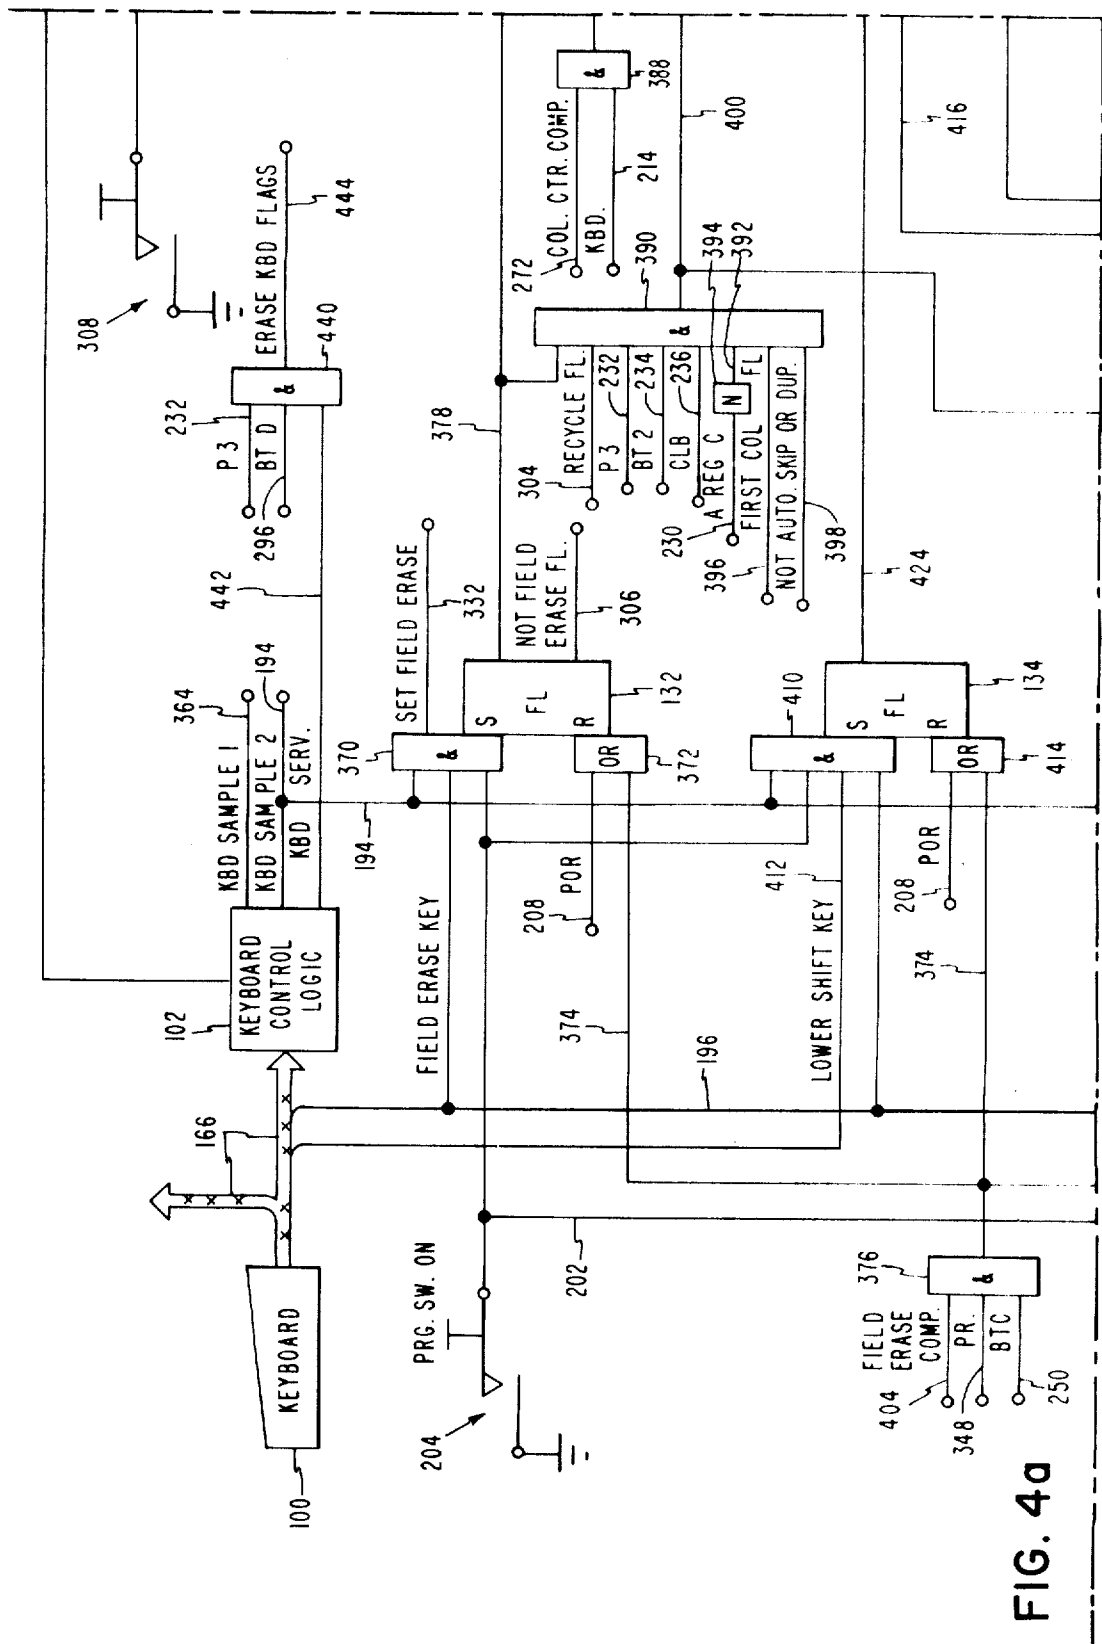 308
ERASE KBD FLAGS
444
232
P 3
BT D
296
440
442
364
KBD SAMPLE 1
KBD SAMPLE 2
194
KBD SERV.
102
KEYBOARD
CONTROL
LOGIC
166
KEYBOARD
100
194
SET FIELD ERASE
332
370
&
S
FL
R
132
OR
372
NOT FIELD
ERASE FL.
306
208
POR
FIELD ERASE KEY
374
378
PRG. SW. ON
204
202
272
COL. CTR. COMP.
KBD.
214
&
388
400
304
RECYCLE FL.
P 3
232
BT 2
234
CLB
236
A REG C
230
N
394
392
FIRST COL FL
396
NOT AUTO. SKIP OR DUP.
398
&
390
410
&
S
FL
R
134
OR
414
412
LOWER SHIFT KEY
196
208
POR
374
424
416
376
&
FIELD
ERASE
COMP.
404
PR.
348
BTC
250
&
FIG. 4a